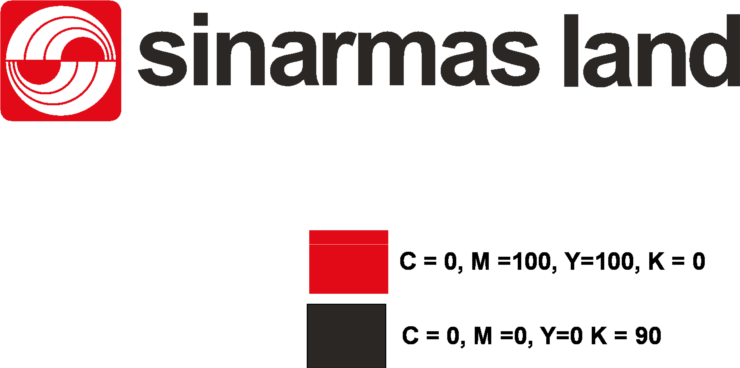 sinarmas land
C = 0, M =100, Y=100, K = 0
C = 0, M =0, Y=0 K = 90